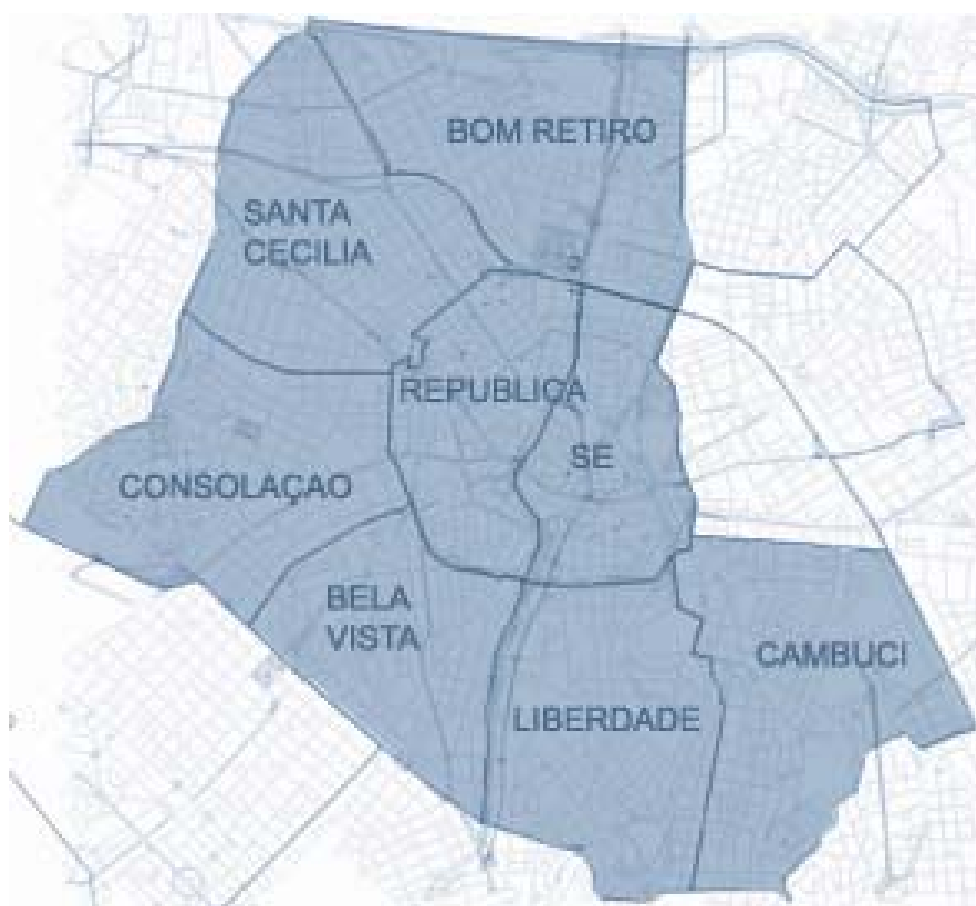 BOM RETIRO
SANTA
CECILIA
REPUBLICA
SE
CONSOLAÇAO
BELA
VISTA
CAMBUCI
LIBERDADE